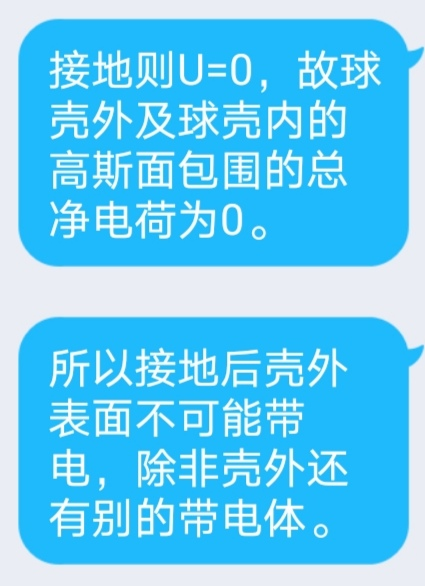 接地则U=0，故球
壳外及球壳内的
高斯面包围的总
净电荷为0。
所以接地后壳外
表面不可能带
电，除非壳外还
有别的带电体。